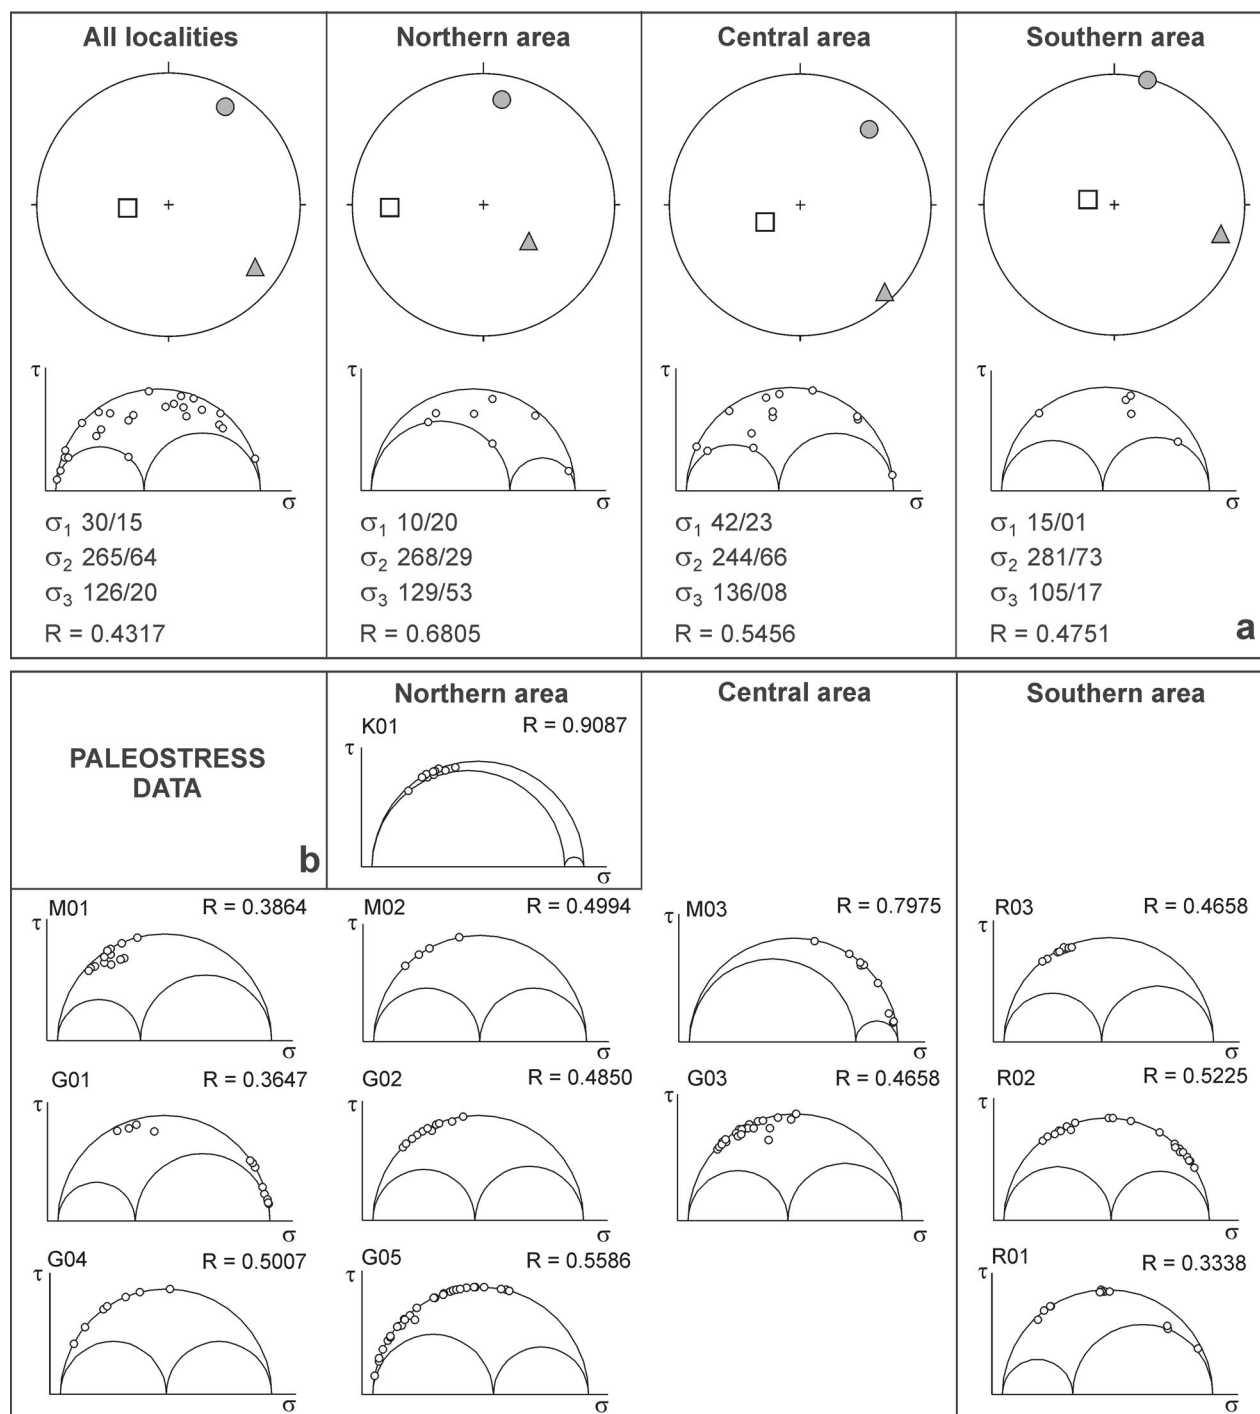 All localities
Northern area
Central area
Southern area
τ
σ
τ
σ
τ
σ
τ
σ
σ1 30/15
σ2 265/64
σ3 126/20
R = 0.4317
σ1 10/20
σ2 268/29
σ3 129/53
R = 0.6805
σ1 42/23
σ2 244/66
σ3 136/08
R = 0.5456
σ1 15/01
σ2 281/73
σ3 105/17
R = 0.4751
a
PALEOSTRESS
DATA
b
Northern area
Central area
Southern area
K01 R = 0.9087
τ
σ
M01 R = 0.3864
τ
σ
M02 R = 0.4994
τ
σ
M03 R = 0.7975
τ
σ
R03 R = 0.4658
τ
σ
G01 R = 0.3647
τ
σ
G02 R = 0.4850
τ
σ
G03 R = 0.4658
τ
σ
R02 R = 0.5225
τ
σ
G04 R = 0.5007
τ
σ
G05 R = 0.5586
τ
σ
R01 R = 0.3338
τ
σ